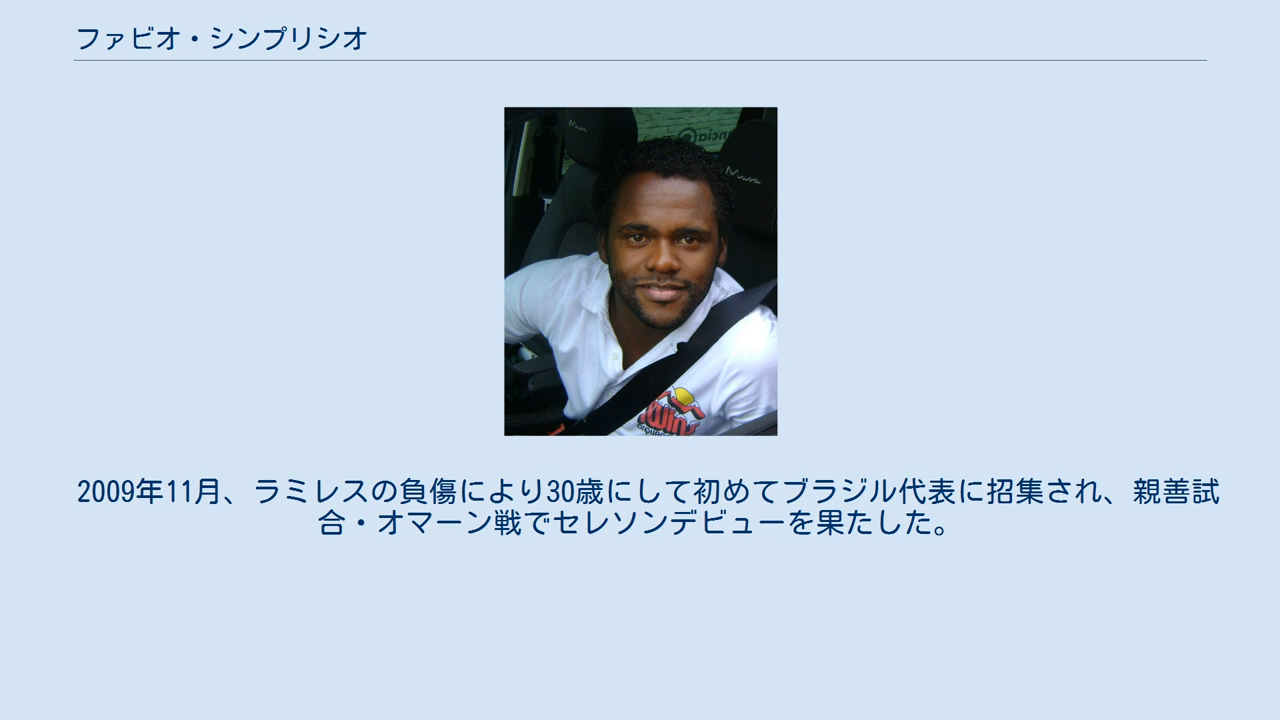 ファビオ・シンプリシオ
Muva
2009年11月、ラミレスの負傷により30歳にして初めてブラジル代表に招集され、親善試
合・オマーン戦でセレソンデビューを果たした。